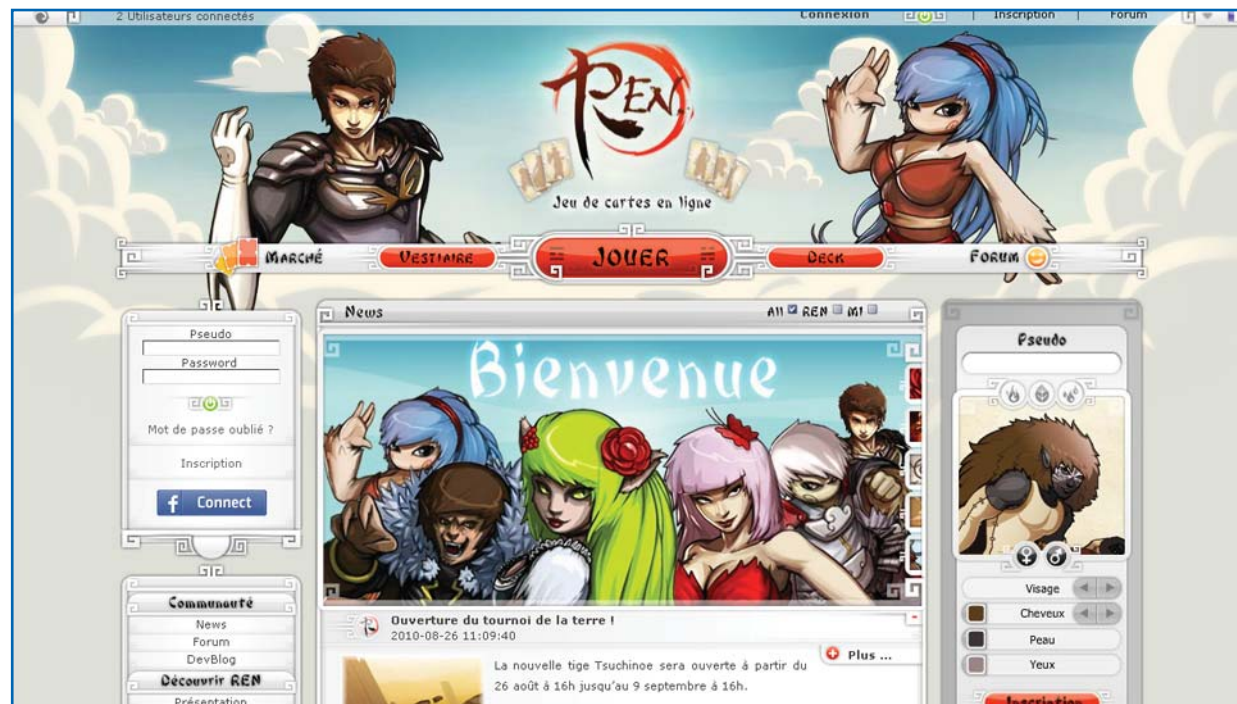 2 Utilisateurs connectés
Connexion | Inscription | Forum
REN
Jeu de cartes en ligne
MARCHÉ
VESTIAIRE
JOUER
DECK
FORUM
Pseudo
Password
Mot de passe oublié ?
Inscription
f Connect
Communauté
News
Forum
DevBlog
Découvrir REN
Présentation
News
All REN M!
Bienvenue
Ouverture du tournoi de la terre !
2010-08-26 11:09:40
Plus ...
La nouvelle tige Tsuchinoe sera ouverte á partir du
26 août á 16h jusqu'au 9 septembre á 16h.
Pseudo
Visage
Cheveux
Peau
Yeux
Inscription